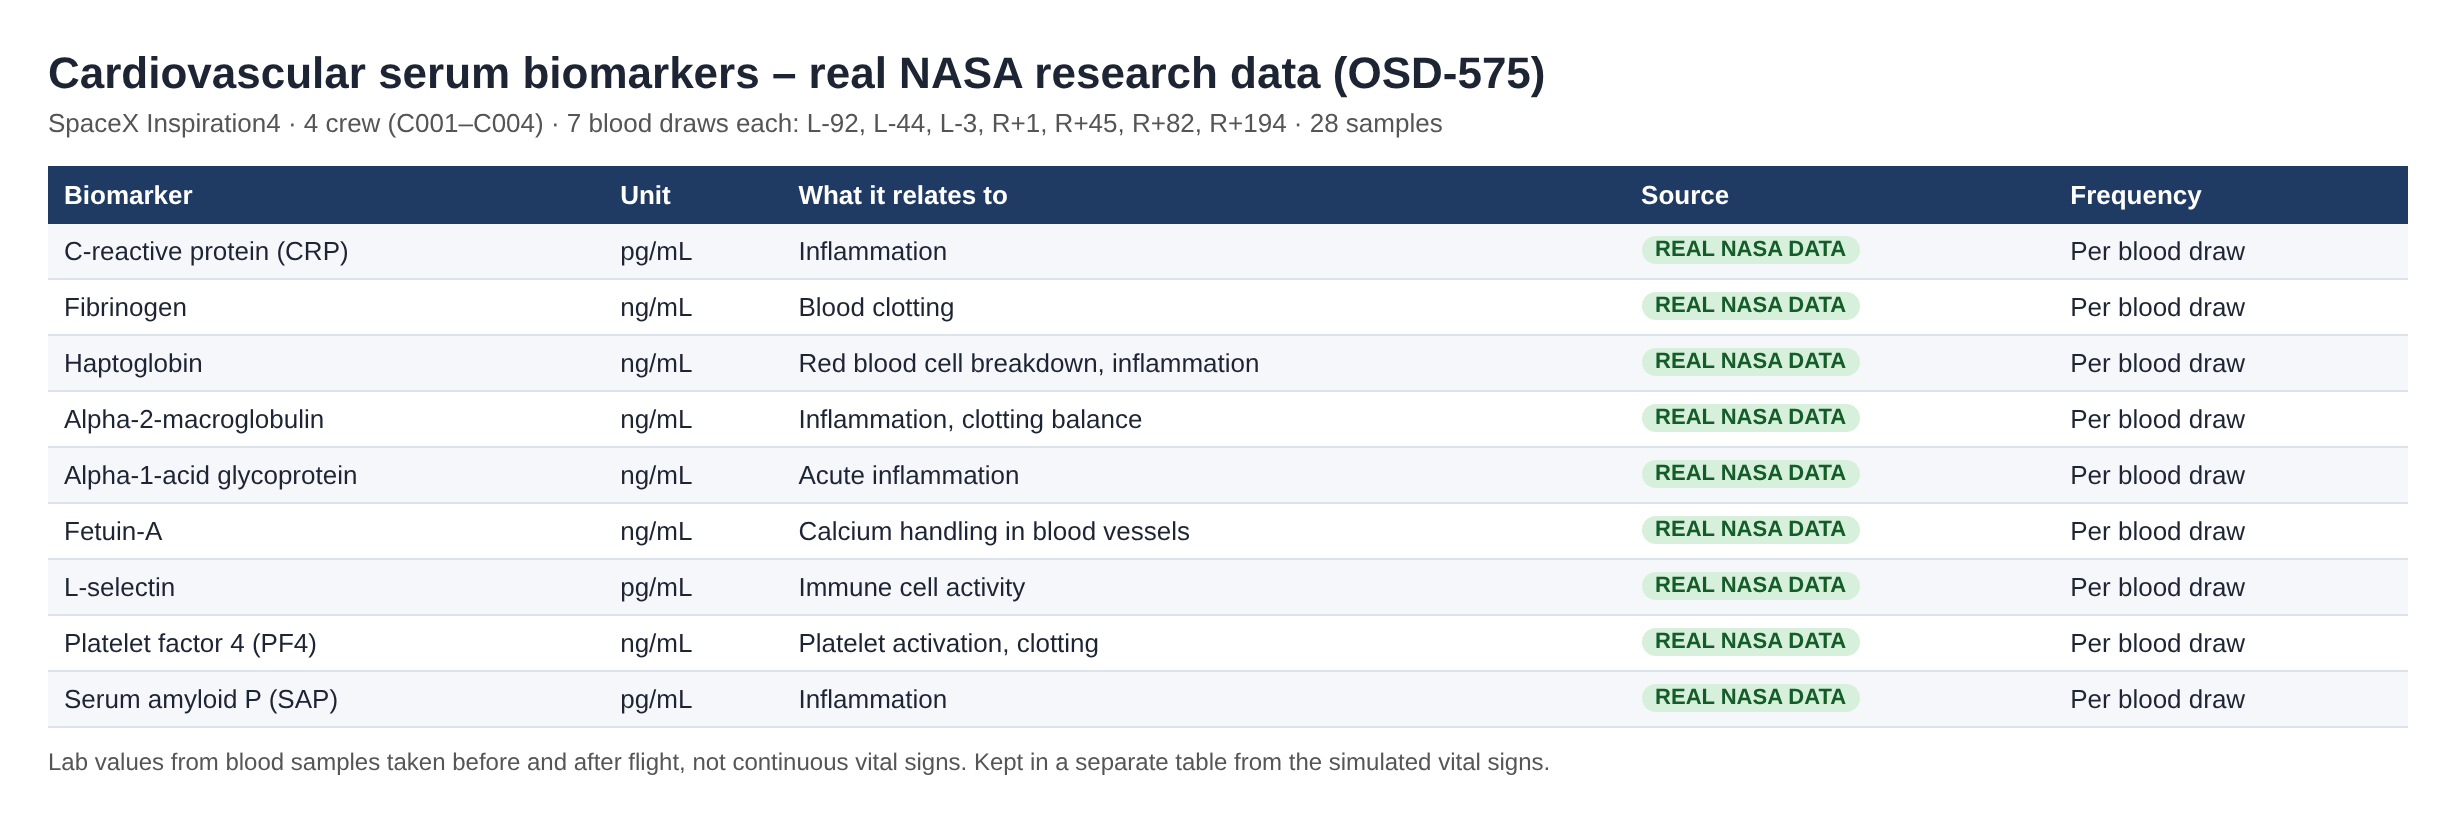 Cardiovascular serum biomarkers – real NASA research data (OSD-575)
SpaceX Inspiration4 · 4 crew (C001–C004) · 7 blood draws each: L-92, L-44, L-3, R+1, R+45, R+82, R+194 · 28 samples
Biomarker Unit What it relates to Source Frequency
C-reactive protein (CRP) pg/mL Inflammation REAL NASA DATA Per blood draw
Fibrinogen ng/mL Blood clotting REAL NASA DATA Per blood draw
Haptoglobin ng/mL Red blood cell breakdown, inflammation REAL NASA DATA Per blood draw
Alpha-2-macroglobulin ng/mL Inflammation, clotting balance REAL NASA DATA Per blood draw
Alpha-1-acid glycoprotein ng/mL Acute inflammation REAL NASA DATA Per blood draw
Fetuin-A ng/mL Calcium handling in blood vessels REAL NASA DATA Per blood draw
L-selectin pg/mL Immune cell activity REAL NASA DATA Per blood draw
Platelet factor 4 (PF4) ng/mL Platelet activation, clotting REAL NASA DATA Per blood draw
Serum amyloid P (SAP) pg/mL Inflammation REAL NASA DATA Per blood draw
Lab values from blood samples taken before and after flight, not continuous vital signs. Kept in a separate table from the simulated vital signs.